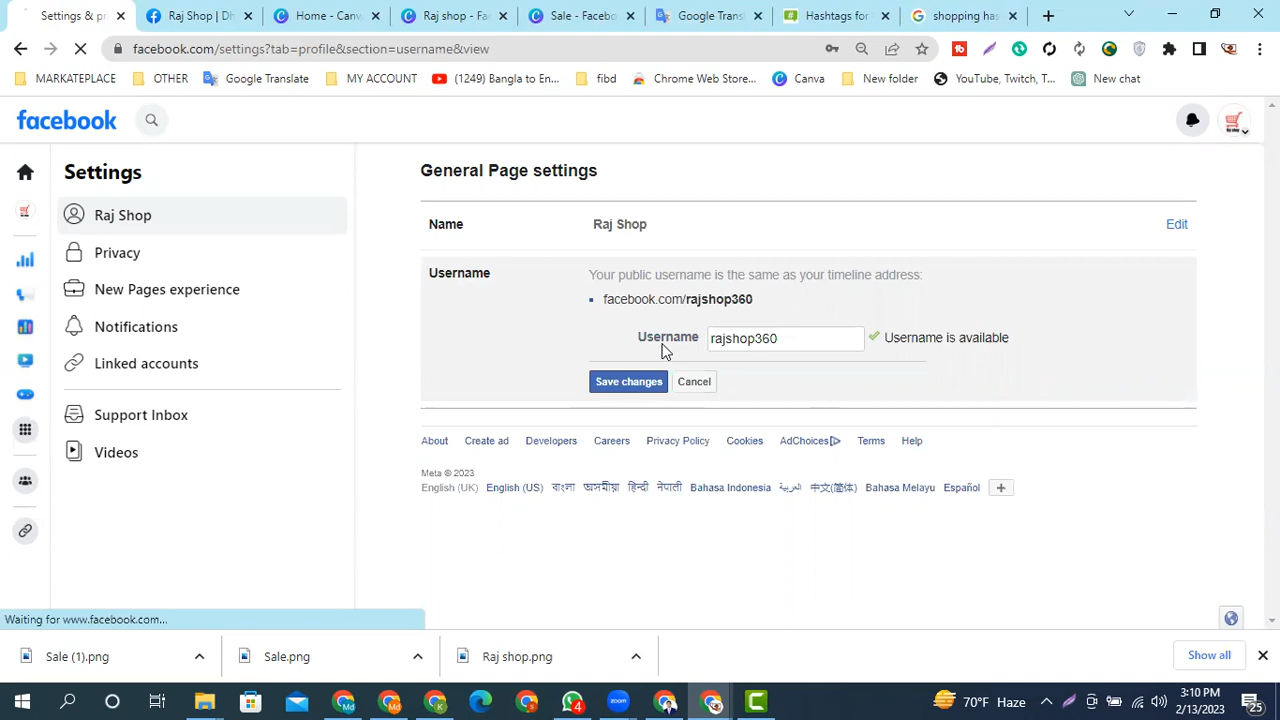 Settings & pri
Raj Shop | Dh
Home - Canv
Raj shop - Fa
Sale - Facebo
Google Trans
Hashtags for
shopping has
facebook.com/settings?tab=profile&section=username&view
MARKATEPLACE
OTHER
Google Translate
MY ACCOUNT
(1249) Bangla to En...
fibd
Chrome Web Store...
Canva
New folder
YouTube, Twitch, T...
New chat
facebook
Settings
Raj Shop
Privacy
New Pages experience
Notifications
Linked accounts
Support Inbox
Videos
General Page settings
Name
Raj Shop
Edit
Username
Your public username is the same as your timeline address:
facebook.com/rajshop360
Username
rajshop360
Username is available
Save changes
Cancel
About
Create ad
Developers
Careers
Privacy Policy
Cookies
AdChoices
Terms
Help
Meta © 2023
English (UK) English (US) বাংলা অসমীয়া हिन्दी नेपाली Bahasa Indonesia العربية 中文(简体) Bahasa Melayu Español
Waiting for www.facebook.com...
Sale (1).png
Sale.png
Raj shop.png
Show all
70°F Haze
3:10 PM
2/13/2023
25